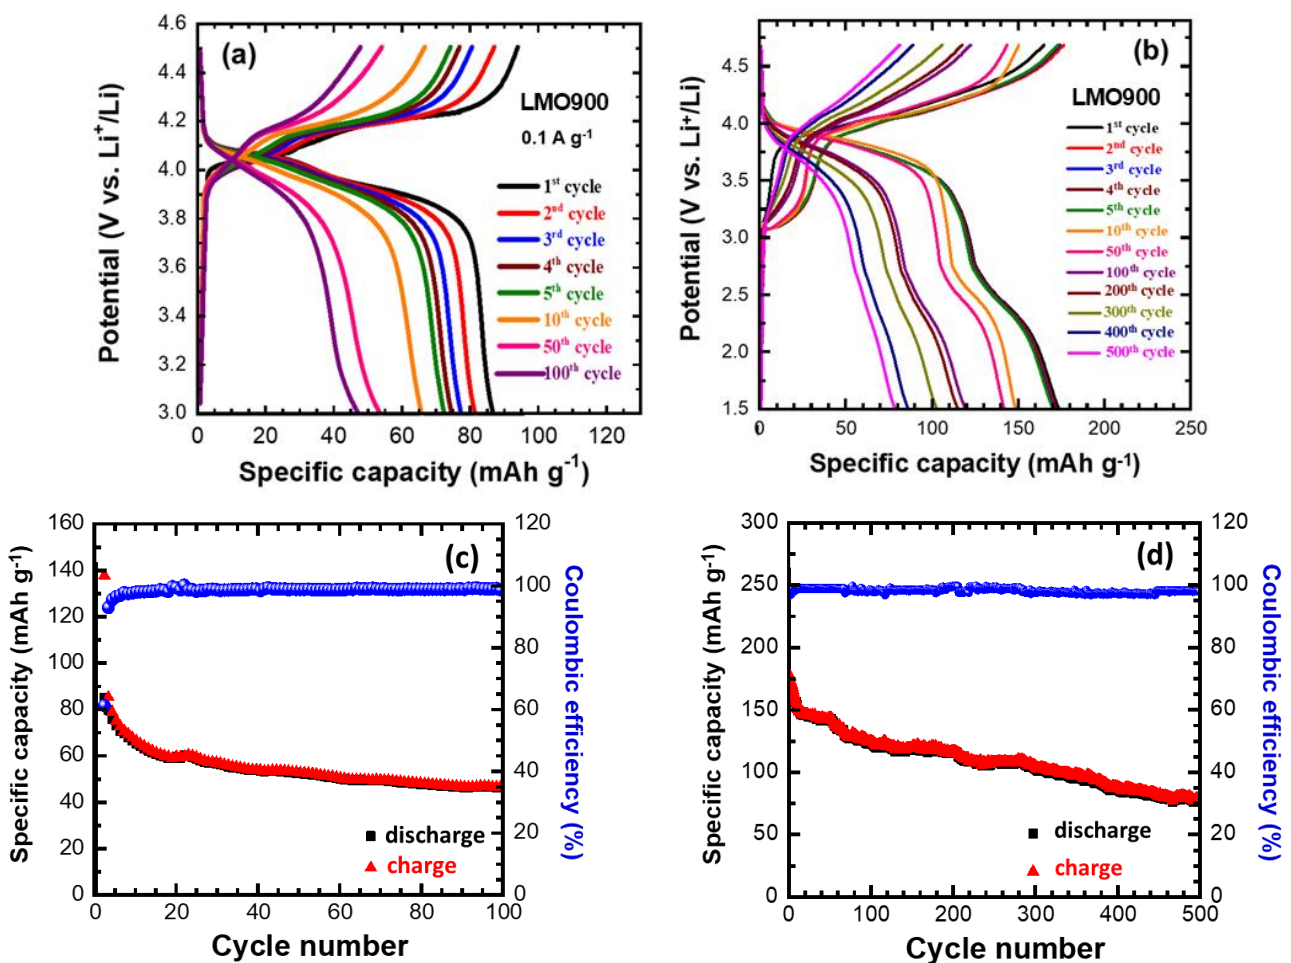 (a)
LMO900
0.1 A g-1
1st cycle
2nd cycle
3rd cycle
4th cycle
5th cycle
10th cycle
50th cycle
100th cycle
Potential (V vs. Li+/Li)
4.6
4.4
4.2
4.0
3.8
3.6
3.4
3.2
3.0
0 20 40 60 80 100 120
Specific capacity (mAh g-1)
(b)
LMO900
1st cycle
2nd cycle
3rd cycle
4th cycle
5th cycle
10th cycle
50th cycle
100th cycle
200th cycle
300th cycle
400th cycle
500th cycle
Potential (V vs. Li+/Li)
4.5
4.0
3.5
3.0
2.5
2.0
1.5
0 50 100 150 200 250
Specific capacity (mAh g-1)
(c)
Specific capacity (mAh g-1)
160
140
120
100
80
60
40
20
0
120
100
80
60
40
20
0
Coulombic efficiency (%)
discharge
charge
0 20 40 60 80 100
Cycle number
(d)
Specific capacity (mAh g-1)
300
250
200
150
100
50
0
120
100
80
60
40
20
0
Coulombic efficiency (%)
discharge
charge
0 100 200 300 400 500
Cycle number